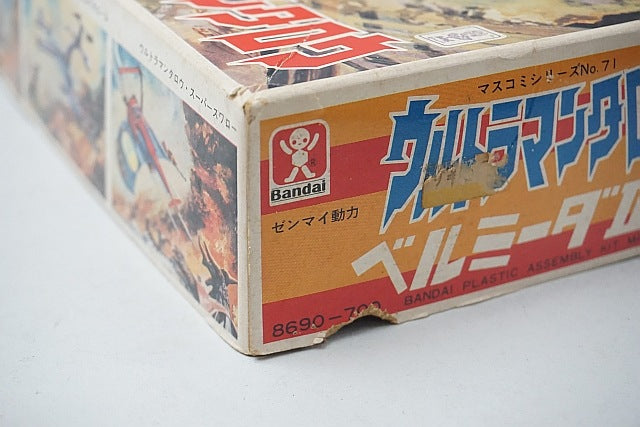 ウルトラマンタロウ・スーパースワロー
マスコミシリーズNo.71
ウルトラマンタロ
Bandai
ゼンマイ動力
ベルミーダ
BANDAI PLASTIC ASSEMBLY KIT
8690-700